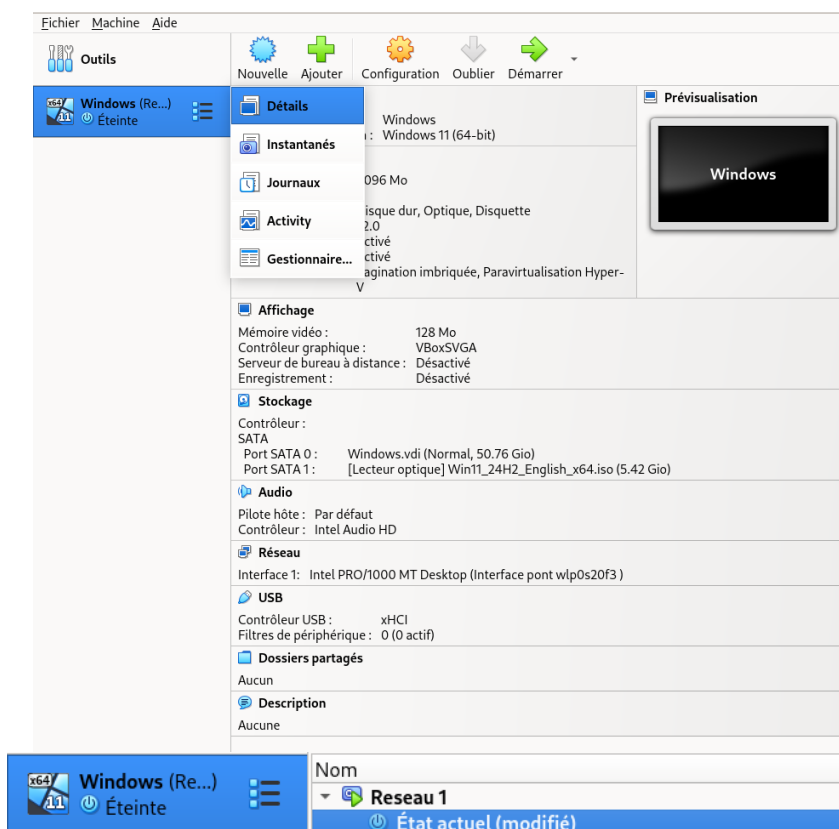 Fichier Machine Aide
Outils
Nouvelle Ajouter Configuration Oublier Démarrer
Windows (Re...)
Éteinte
Détails
Instantanés
Journaux
Activity
Gestionnaire...
Windows
: Windows 11 (64-bit)
096 Mo
isque dur, Optique, Disquette
2.0
ctivé
ctivé
agination imbriquée, Paravirtualisation Hyper-
V
Prévisualisation
Windows
Affichage
Mémoire vidéo : 128 Mo
Contrôleur graphique : VBoxSVGA
Serveur de bureau à distance : Désactivé
Enregistrement : Désactivé
Stockage
Contrôleur :
SATA
Port SATA 0 : Windows.vdi (Normal, 50.76 Gio)
Port SATA 1 : [Lecteur optique] Win11_24H2_English_x64.iso (5.42 Gio)
Audio
Pilote hôte : Par défaut
Contrôleur : Intel Audio HD
Réseau
Interface 1: Intel PRO/1000 MT Desktop (Interface pont wlp0s20f3 )
USB
Contrôleur USB : xHCI
Filtres de périphérique : 0 (0 actif)
Dossiers partagés
Aucun
Description
Aucune
x64
11
Windows (Re...)
Éteinte
Nom
Reseau 1
État actuel (modifié)